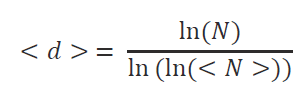 < d > = ln(N) / ln (ln(< N >))